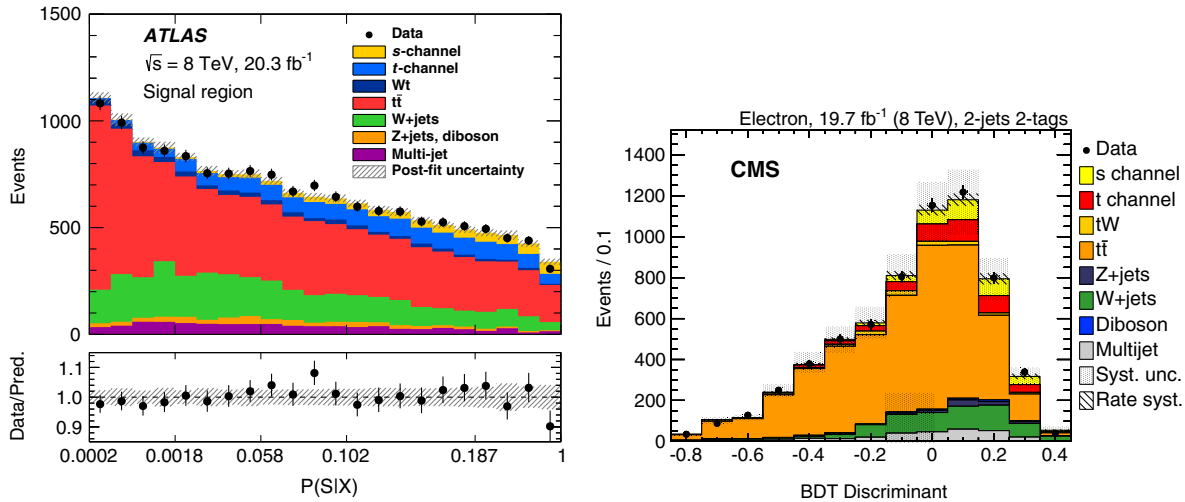 ATLAS
√s = 8 TeV, 20.3 fb⁻¹
Signal region
Data
s-channel
t-channel
Wt
tt̄
W+jets
Z+jets, diboson
Multi-jet
Post-fit uncertainty
Events
1500
1000
500
0
Data/Pred.
1.1
1.0
0.9
0.0002 0.0018 0.058 0.102 0.187 1
P(S|X)
Electron, 19.7 fb⁻¹ (8 TeV), 2-jets 2-tags
CMS
Data
s channel
t channel
tW
tt̄
Z+jets
W+jets
Diboson
Multijet
Syst. unc.
Rate syst.
Events / 0.1
1400
1200
1000
800
600
400
200
0
-0.8 -0.6 -0.4 -0.2 0 0.2 0.4
BDT Discriminant